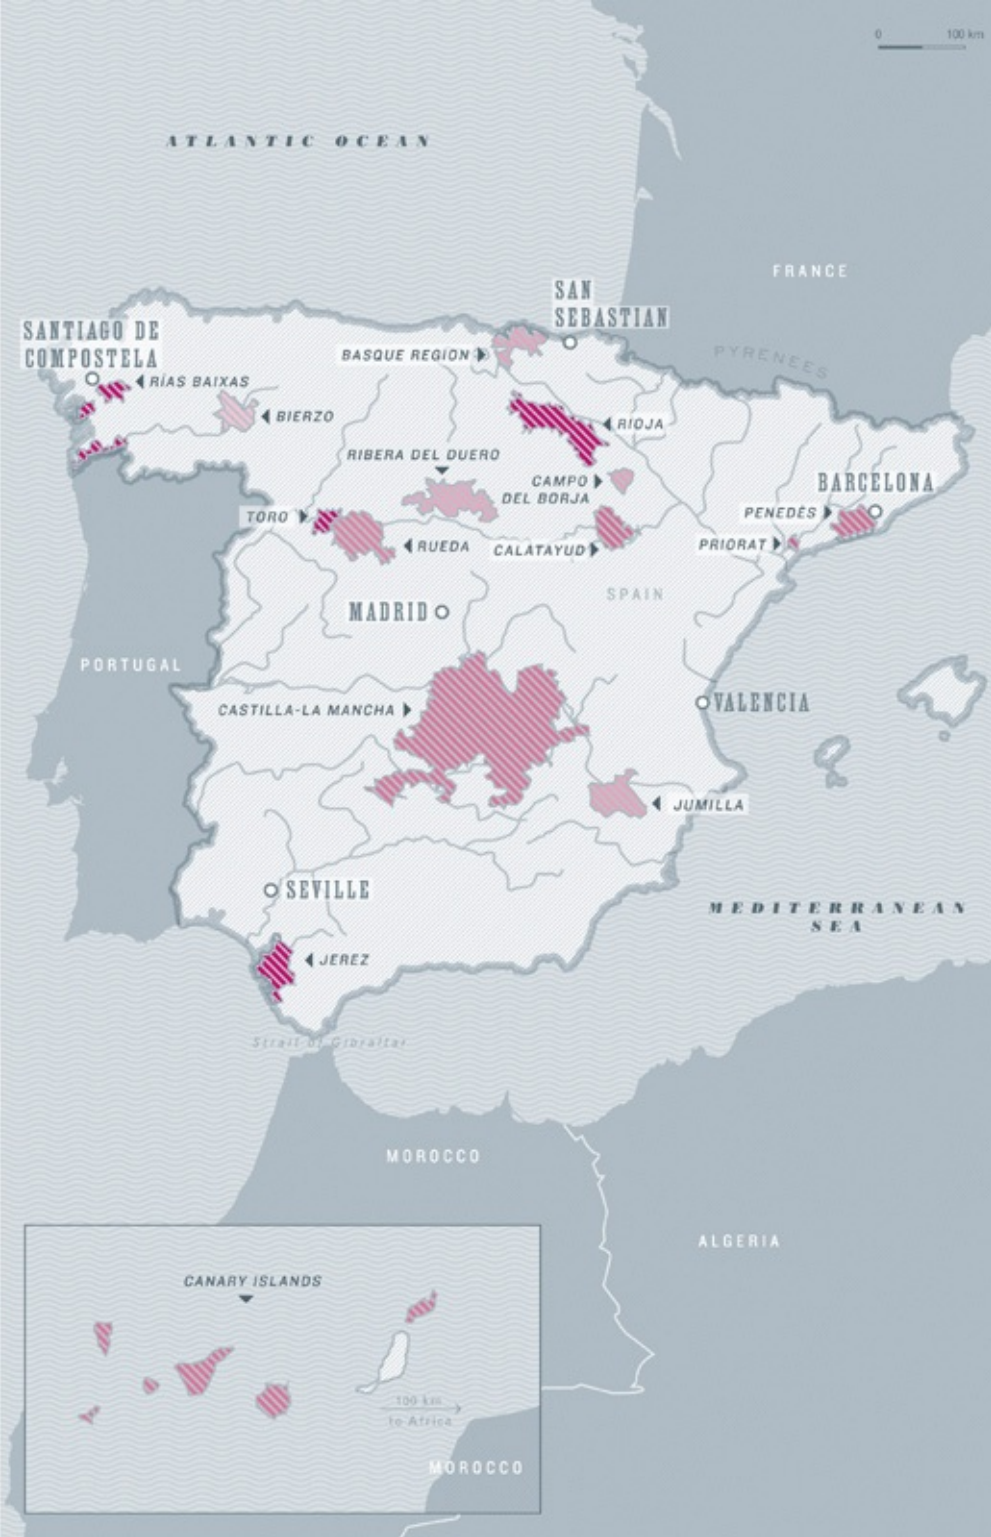 0 100 km
ATLANTIC OCEAN
FRANCE
SAN
SEBASTIAN
SANTIAGO DE
COMPOSTELA
BASQUE REGION
PYRENEES
RÍAS BAIXAS
BIERZO
RIOJA
RIBERA DEL DUERO
CAMPO
DEL BORJA
BARCELONA
TORO
PENEDÈS
RUEDA
CALATAYUD
PRIORAT
SPAIN
MADRID
PORTUGAL
CASTILLA-LA MANCHA
VALENCIA
JUMILLA
SEVILLE
MEDITERRANEAN
SEA
JEREZ
Strait of Gibraltar
MOROCCO
ALGERIA
CANARY ISLANDS
100 km
to Africa
MOROCCO